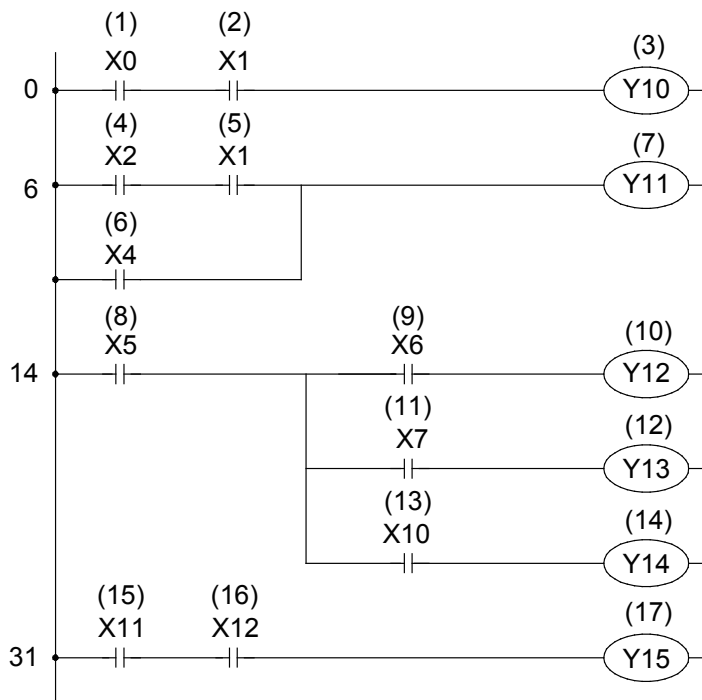 (1) (2)
X0 X1 (3)
0 Y10
(4) (5)
X2 X1 (7)
6 Y11
(6)
X4
(8) (9)
X5 X6 (10)
14 Y12
(11)
X7 (12)
Y13
(13)
X10 (14)
Y14
(15) (16)
X11 X12 (17)
31 Y15